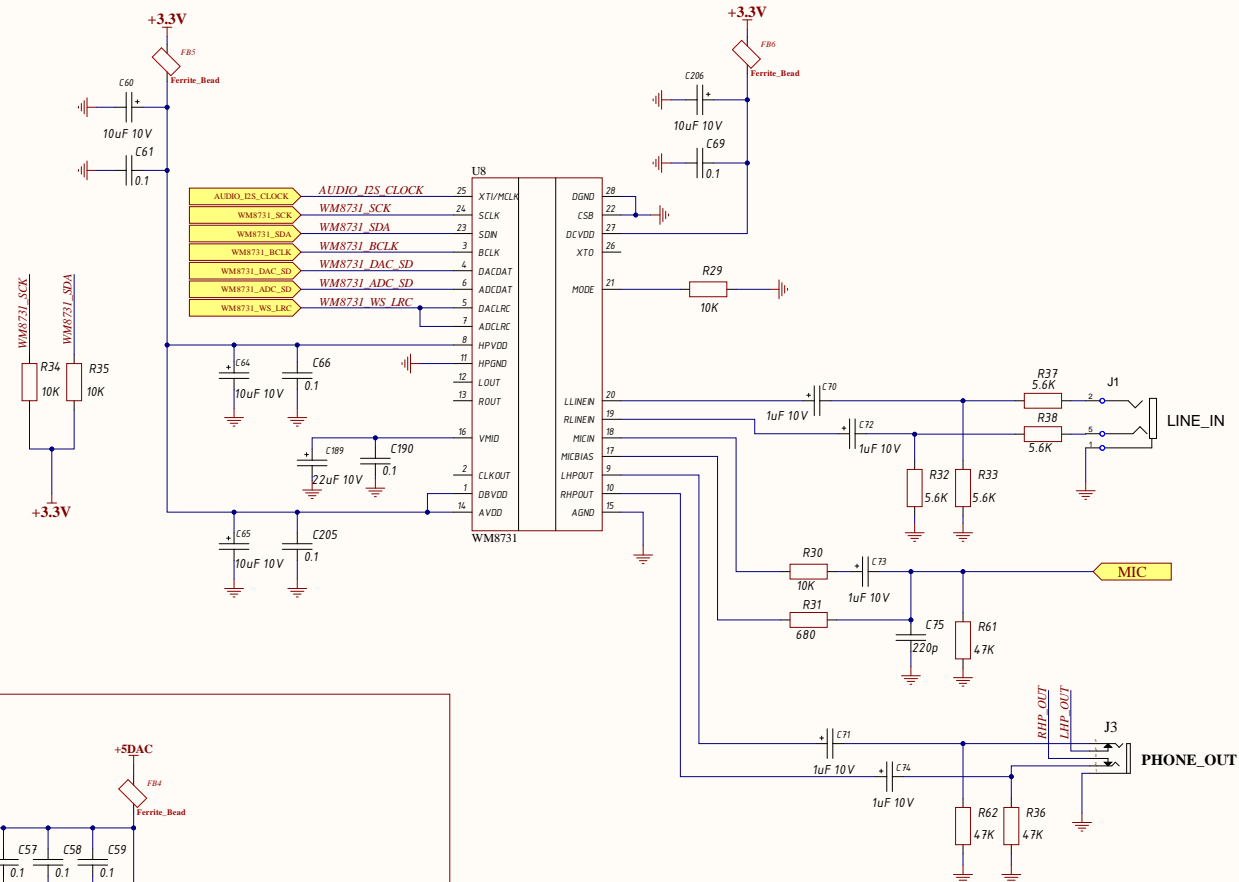 +3.3V
FB5
Ferrite_Bead
C60
+
10uF 10V
C61
0.1
+3.3V
FB6
Ferrite_Bead
C206
+
10uF 10V
C69
0.1
U8
AUDIO_I2S_CLOCK AUDIO_I2S_CLOCK 25 XTI/MCLK
WM8731_SCK WM8731_SCK 24 SCLK
WM8731_SDA WM8731_SDA 23 SDIN
WM8731_BCLK WM8731_BCLK 3 BCLK
WM8731_DAC_SD WM8731_DAC_SD 4 DACDAT
WM8731_ADC_SD WM8731_ADC_SD 6 ADCDAT
WM8731_WS_LRC WM8731_WS_LRC 5 DACLRC
7 ADCLRC
8 HPVDD
11 HPGND
12 LOUT
13 ROUT
16 VMID
2 CLKOUT
1 DBVDD
14 AVDD
WM8731
DGND 28
CSB 22
DCVDD 27
XTO 26
MODE 21
LLINEIN 20
RLINEIN 19
MICIN 18
MICBIAS 17
LHPOUT 9
RHPOUT 10
AGND 15
R29
10K
WM8731_SCK
WM8731_SDA
R34
10K
R35
10K
+3.3V
+
C64
10uF 10V
C66
0.1
+
C189
22uF 10V
C190
0.1
+
C65
10uF 10V
C205
0.1
+
C70
1uF 10V
+
C72
1uF 10V
R37
5.6K
R38
5.6K
J1
2
5
1
LINE_IN
R32
5.6K
R33
5.6K
R30
10K
+
C73
1uF 10V
MIC
R31
680
C75
220p
R61
47K
RHP_OUT
LHP_OUT
J3
PHONE_OUT
+
C71
1uF 10V
+
C74
1uF 10V
R62
47K
R36
47K
+5DAC
FB4
Ferrite_Bead
C57
0.1
C58
0.1
C59
0.1